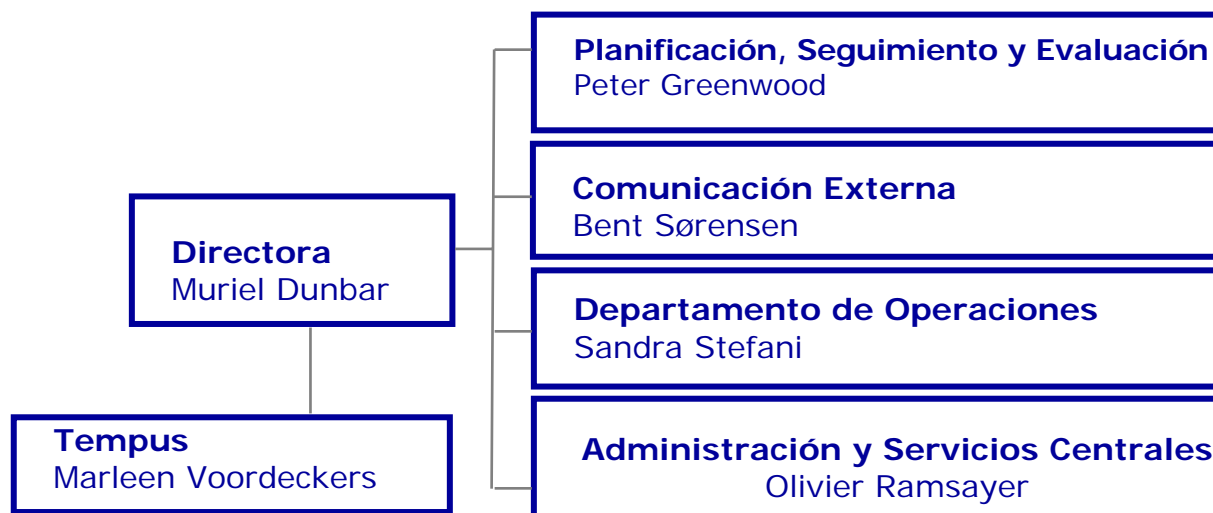 Planificación, Seguimiento y Evaluación
Peter Greenwood
Comunicación Externa
Bent Sørensen
Directora
Muriel Dunbar
Departamento de Operaciones
Sandra Stefani
Tempus
Marleen Voordeckers
Administración y Servicios Centrales
Olivier Ramsayer